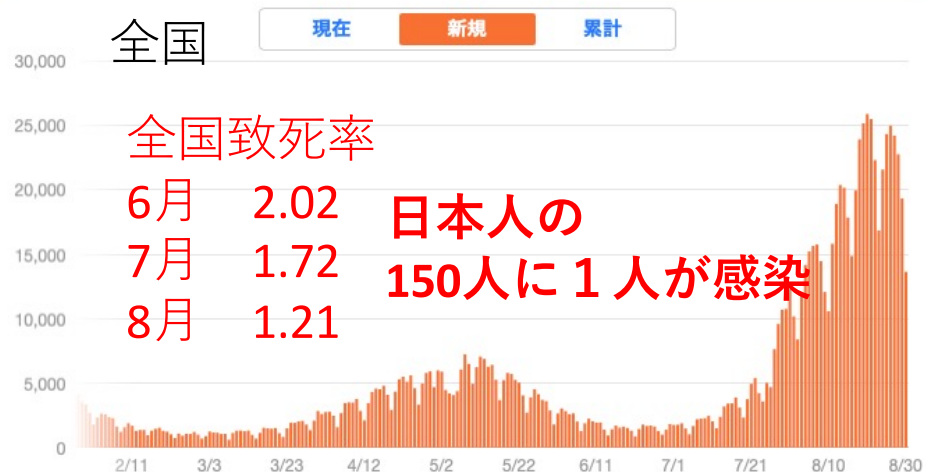 全国
現在 新規 累計
30,000
25,000
20,000
15,000
10,000
5,000
0
全国致死率
6月 2.02
7月 1.72
8月 1.21
日本人の
150人に１人が感染
2/11 3/3 3/23 4/12 5/2 5/22 6/11 7/1 7/21 8/10 8/30